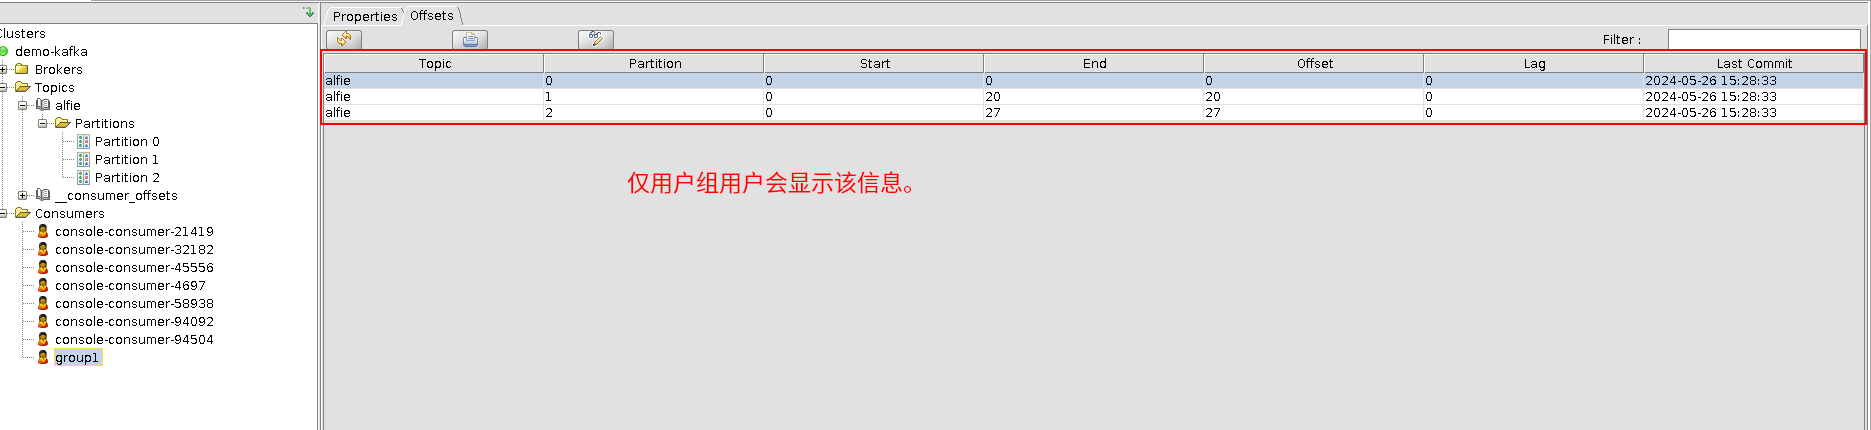 Clusters
demo-kafka
Brokers
Topics
alfie
Partitions
Partition 0
Partition 1
Partition 2
__consumer_offsets
Consumers
console-consumer-21419
console-consumer-32182
console-consumer-45556
console-consumer-4697
console-consumer-58938
console-consumer-94092
console-consumer-94504
group1
Properties Offsets
Filter :
Topic Partition Start End Offset Lag Last Commit
alfie 0 0 0 0 0 2024-05-26 15:28:33
alfie 1 0 20 20 0 2024-05-26 15:28:33
alfie 2 0 27 27 0 2024-05-26 15:28:33
仅用户组用户会显示该信息。